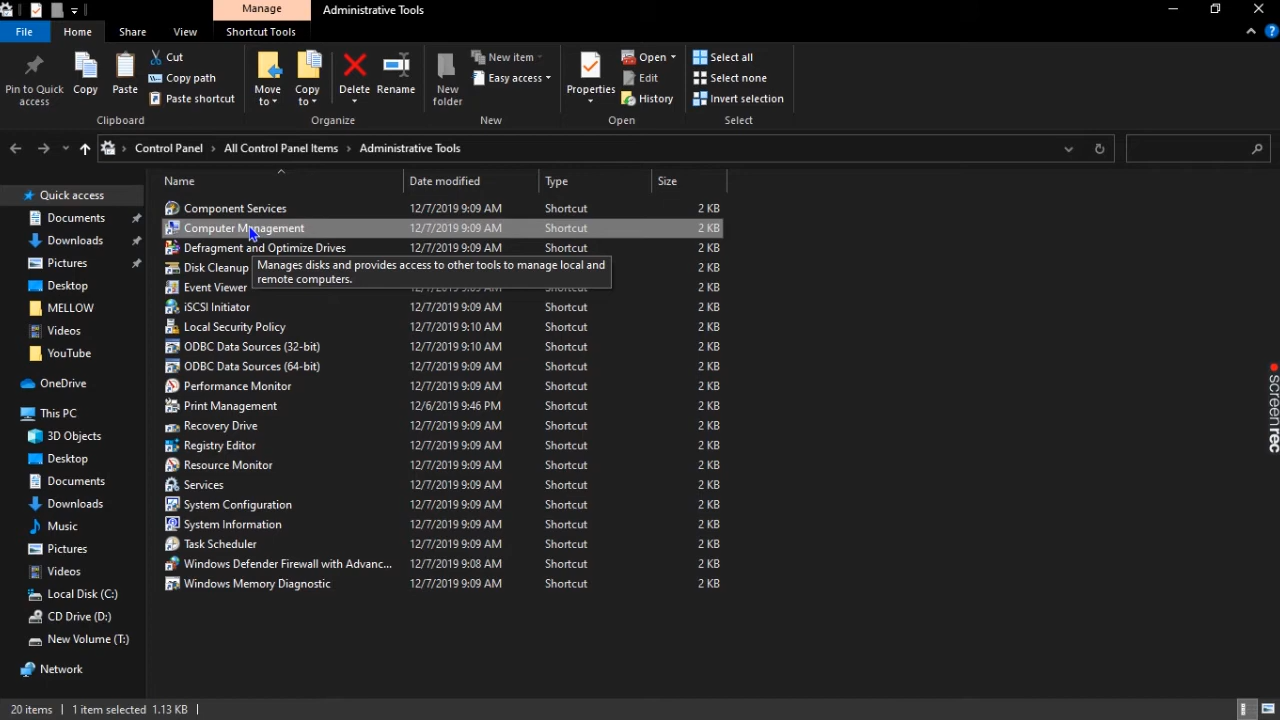 Manage
Administrative Tools
File
Home
Share
View
Shortcut Tools
Pin to Quick access
Copy
Paste
Cut
Copy path
Paste shortcut
Clipboard
Move to
Copy to
Delete
Rename
Organize
New folder
New item
Easy access
New
Properties
Open
Edit
History
Open
Select all
Select none
Invert selection
Select
Control Panel
All Control Panel Items
Administrative Tools
Quick access
Documents
Downloads
Pictures
Desktop
MELLOW
Videos
YouTube
OneDrive
This PC
3D Objects
Desktop
Documents
Downloads
Music
Pictures
Videos
Local Disk (C:)
CD Drive (D:)
New Volume (T:)
Network
Name Date modified Type Size
Component Services 12/7/2019 9:09 AM Shortcut 2 KB
Computer Management 12/7/2019 9:09 AM Shortcut 2 KB
Defragment and Optimize Drives 12/7/2019 9:09 AM Shortcut 2 KB
Disk Cleanup
Manages disks and provides access to other tools to manage local and
remote computers.
2 KB
Event Viewer 12/7/2019 9:09 AM Shortcut 2 KB
iSCSI Initiator 12/7/2019 9:09 AM Shortcut 2 KB
Local Security Policy 12/7/2019 9:10 AM Shortcut 2 KB
ODBC Data Sources (32-bit) 12/7/2019 9:10 AM Shortcut 2 KB
ODBC Data Sources (64-bit) 12/7/2019 9:09 AM Shortcut 2 KB
Performance Monitor 12/7/2019 9:09 AM Shortcut 2 KB
Print Management 12/6/2019 9:46 PM Shortcut 2 KB
Recovery Drive 12/7/2019 9:09 AM Shortcut 2 KB
Registry Editor 12/7/2019 9:09 AM Shortcut 2 KB
Resource Monitor 12/7/2019 9:09 AM Shortcut 2 KB
Services 12/7/2019 9:09 AM Shortcut 2 KB
System Configuration 12/7/2019 9:09 AM Shortcut 2 KB
System Information 12/7/2019 9:09 AM Shortcut 2 KB
Task Scheduler 12/7/2019 9:09 AM Shortcut 2 KB
Windows Defender Firewall with Advanc... 12/7/2019 9:08 AM Shortcut 2 KB
Windows Memory Diagnostic 12/7/2019 9:09 AM Shortcut 2 KB
screenrec
20 items
1 item selected 1.13 KB